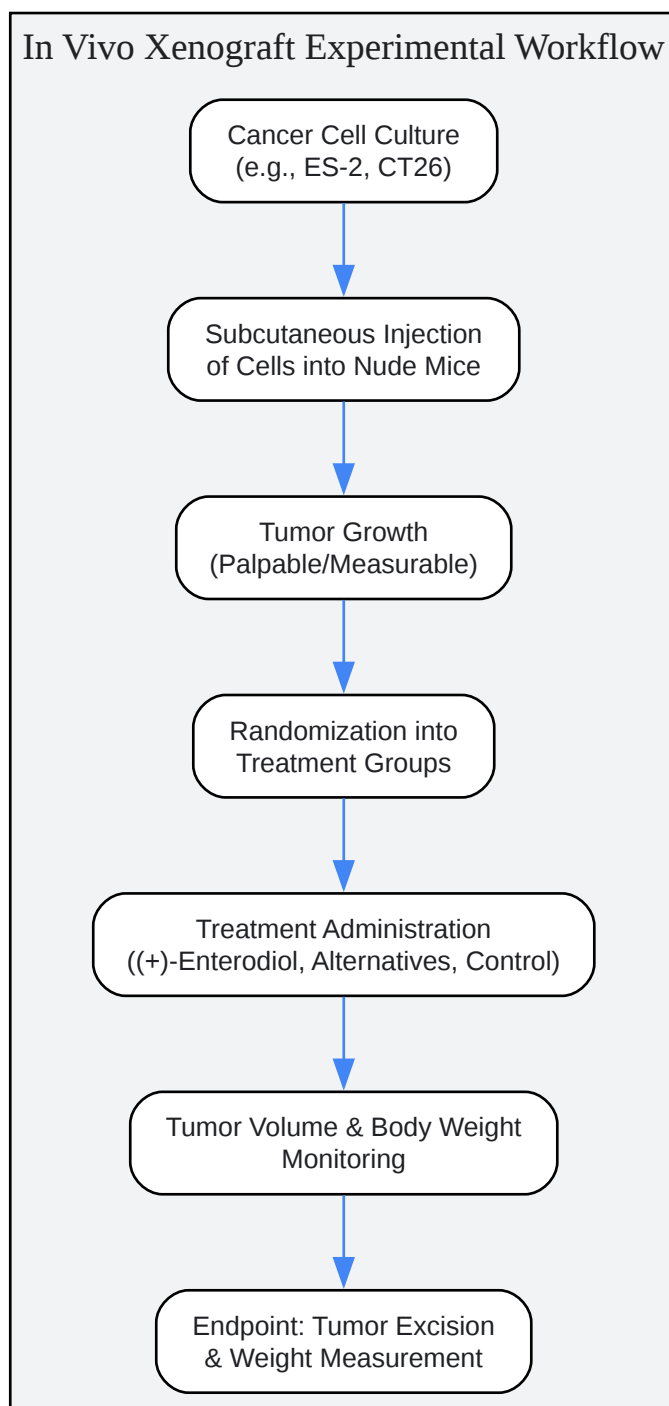 In Vivo Xenograft Experimental Workflow
Cancer Cell Culture
(e.g., ES-2, CT26)
Subcutaneous Injection
of Cells into Nude Mice
Tumor Growth
(Palpable/Measurable)
Randomization into
Treatment Groups
Treatment Administration
((+)-Enterodiol, Alternatives, Control)
Tumor Volume & Body Weight
Monitoring
Endpoint: Tumor Excision
& Weight Measurement